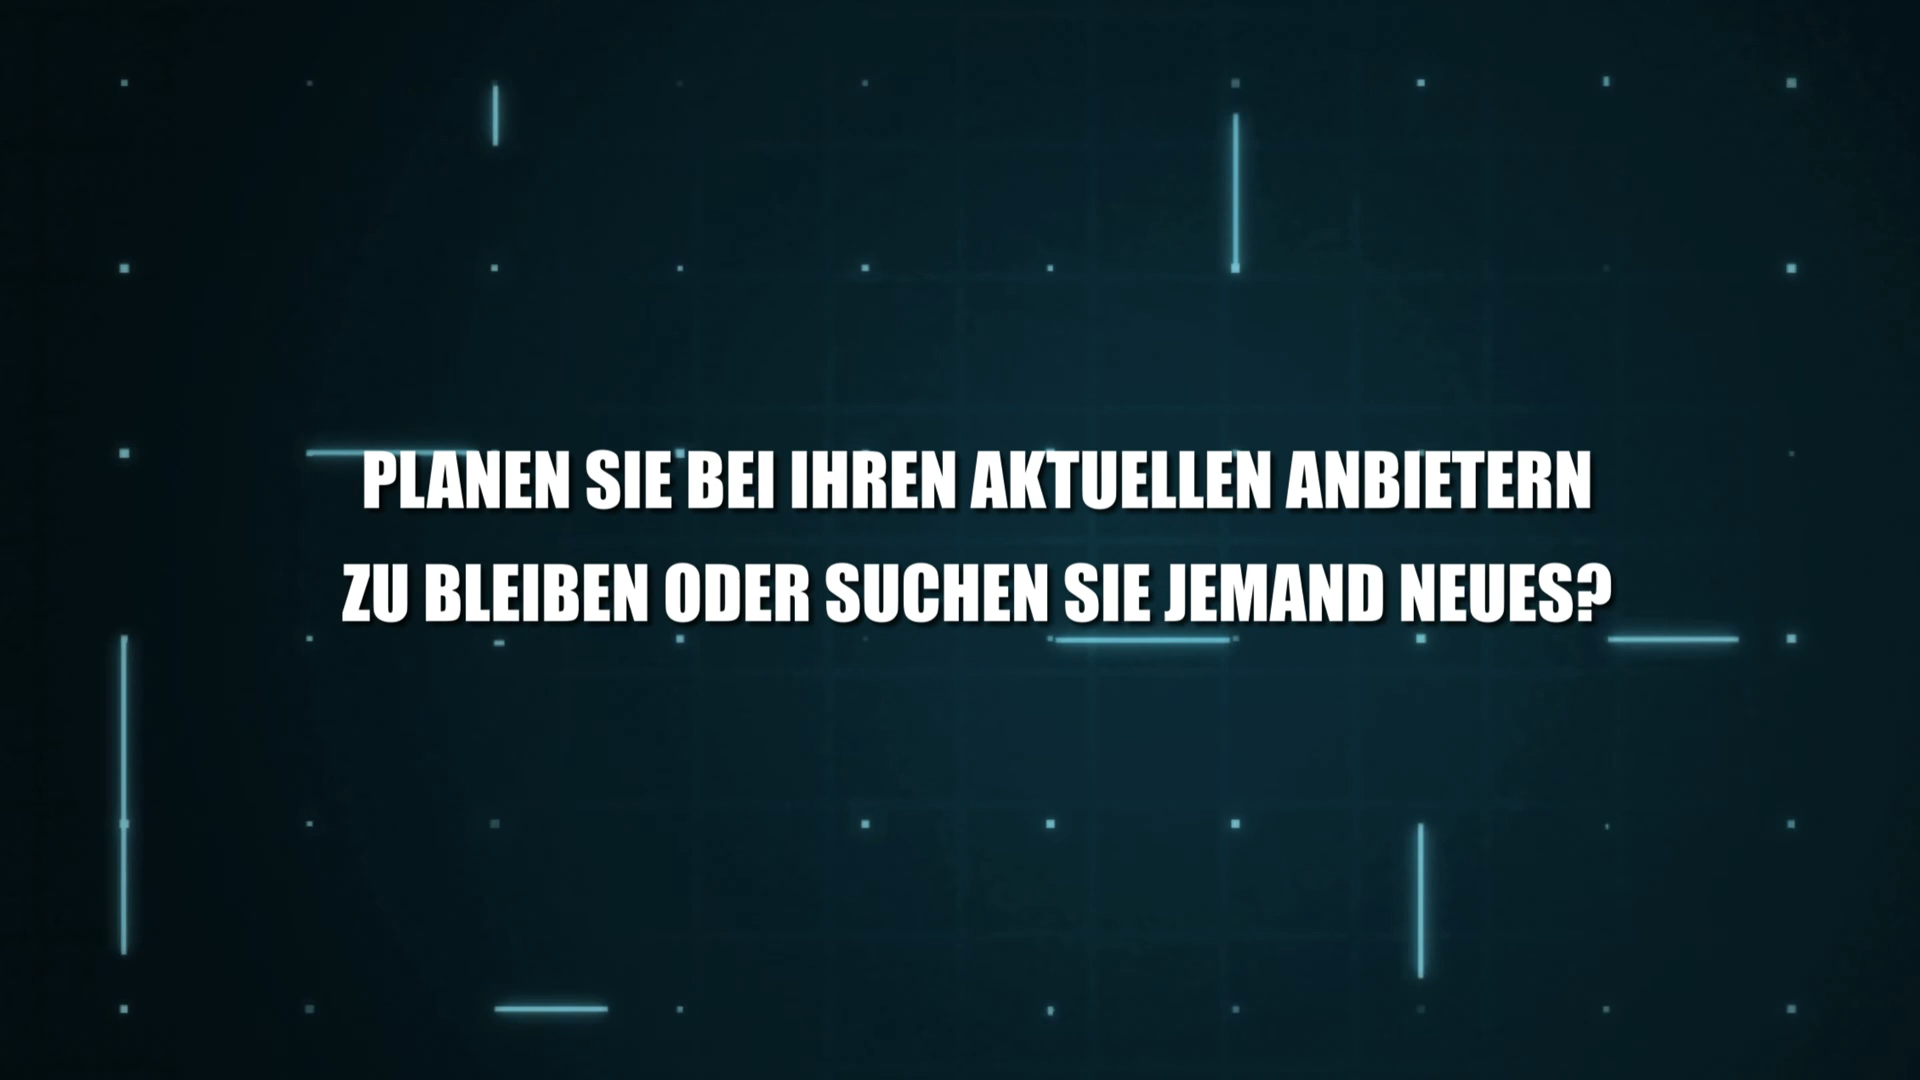 PLANEN SIE BEI IHREN AKTUELLEN ANBIETERN
ZU BLEIBEN ODER SUCHEN SIE JEMAND NEUES?